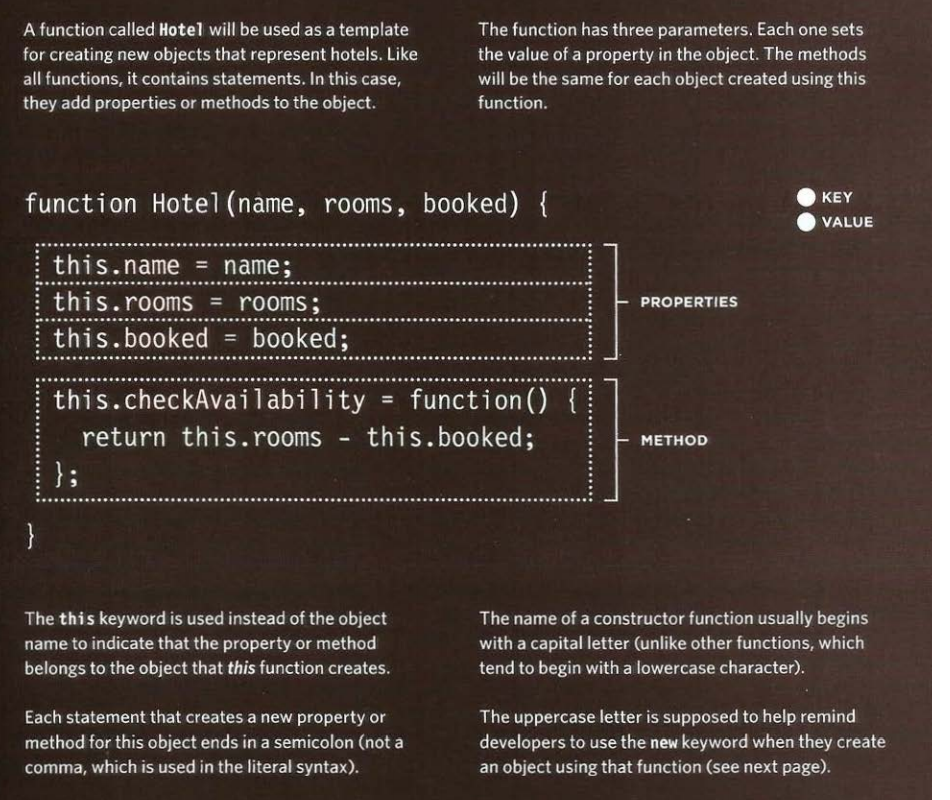 A function called Hotel will be used as a template
for creating new objects that represent hotels. Like
all functions, it contains statements. In this case,
they add properties or methods to the object.
The function has three parameters. Each one sets
the value of a property in the object. The methods
will be the same for each object created using this
function.
function Hotel(name, rooms, booked) {
KEY
VALUE
this.name = name;
this.rooms = rooms;
this.booked = booked;
PROPERTIES
this.checkAvailability = function() {
return this.rooms - this.booked;
};
METHOD
}
The this keyword is used instead of the object
name to indicate that the property or method
belongs to the object that this function creates.
Each statement that creates a new property or
method for this object ends in a semicolon (not a
comma, which is used in the literal syntax).
The name of a constructor function usually begins
with a capital letter (unlike other functions, which
tend to begin with a lowercase character).
The uppercase letter is supposed to help remind
developers to use the new keyword when they create
an object using that function (see next page).